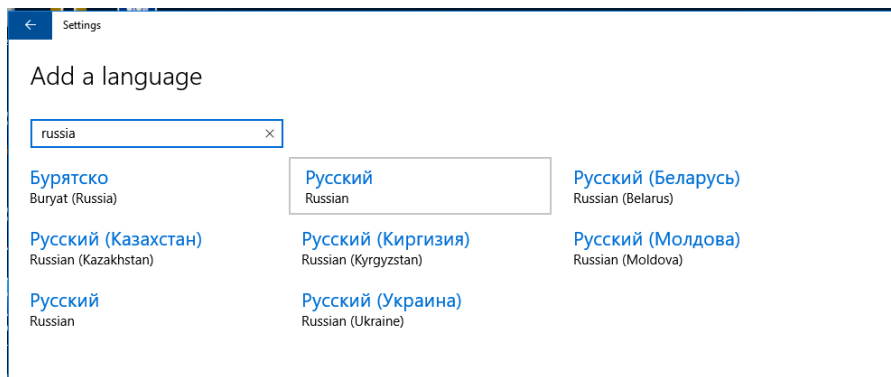 Settings
Add a language
russia
Бурятско
Buryat (Russia)
Русский
Russian
Русский (Беларусь)
Russian (Belarus)
Русский (Казахстан)
Russian (Kazakhstan)
Русский (Киргизия)
Russian (Kyrgyzstan)
Русский (Молдова)
Russian (Moldova)
Русский
Russian
Русский (Украина)
Russian (Ukraine)